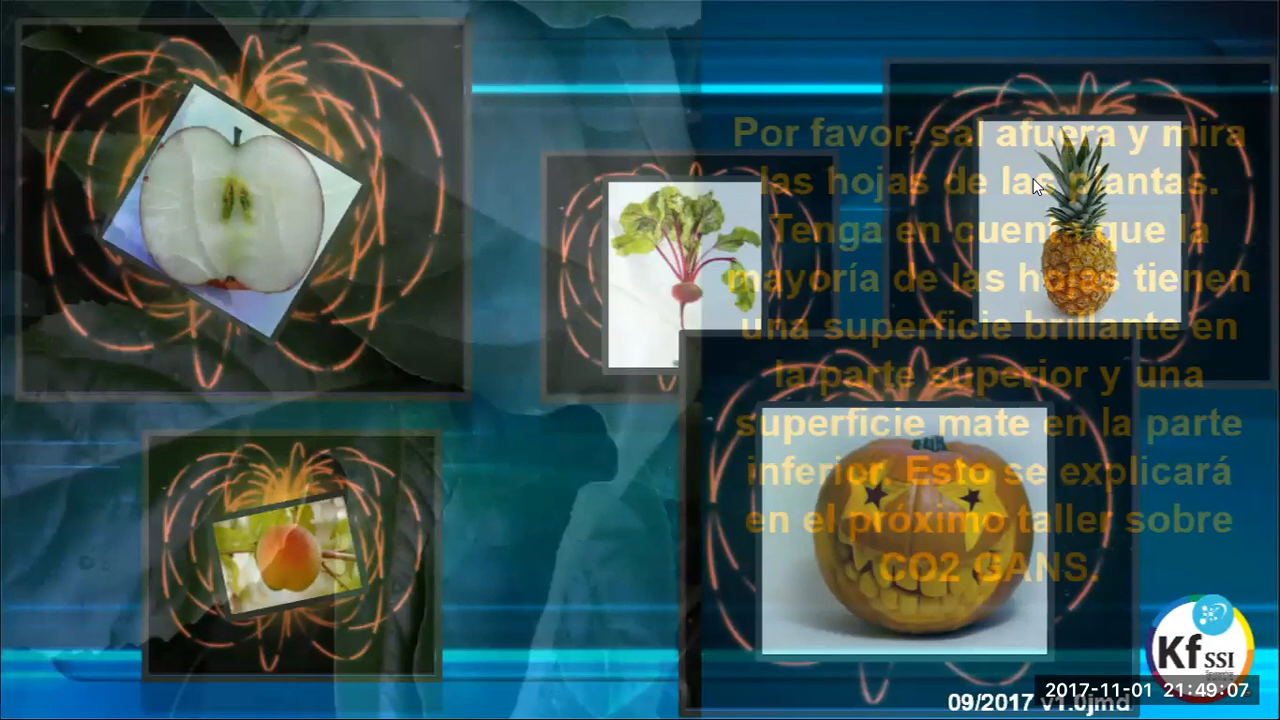 Por favor, sal afuera y mira
las hojas de las plantas.
Tenga en cuenta que la
mayoría de las hojas tienen
una superficie brillante en
la parte superior y una
superficie mate en la parte
inferior. Esto se explicará
en el próximo taller sobre
CO2 GANS.
Kf SSI
2017-11-01 21:49:07
09/2017 v1.0jmd